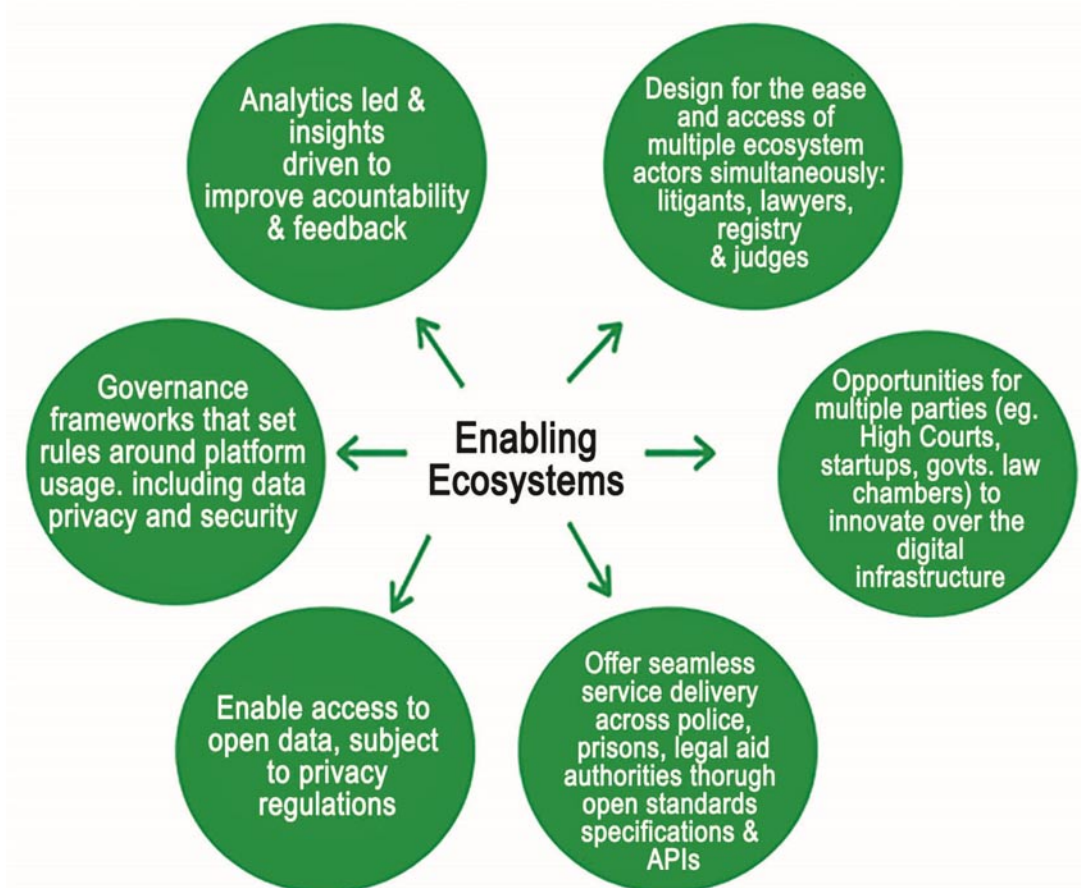 Analytics led &
insights
driven to
improve acountability
& feedback
Design for the ease
and access of
multiple ecosystem
actors simultaneously:
litigants, lawyers,
registry
& judges
Governance
frameworks that set
rules around platform
usage. including data
privacy and security
Enabling
Ecosystems
Opportunities for
multiple parties (eg.
High Courts,
startups, govts. law
chambers) to
innovate over the
digital
infrastructure
Enable access to
open data, subject
to privacy
regulations
Offer seamless
service delivery
across police,
prisons, legal aid
authorities thorugh
open standards
specifications &
APIs